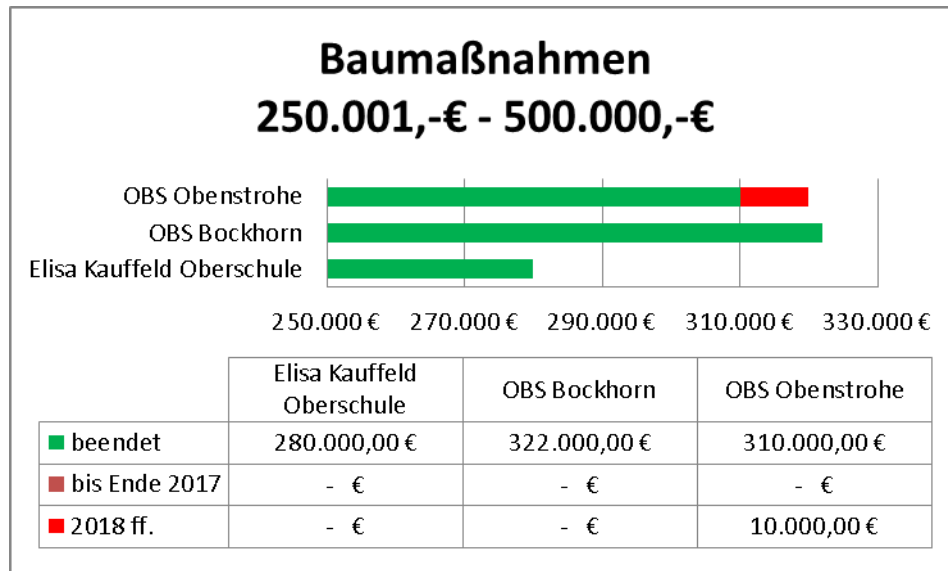 Baumaßnahmen
250.001,-€ - 500.000,-€
OBS Obenstrohe
OBS Bockhorn
Elisa Kauffeld Oberschule
250.000 € 270.000 € 290.000 € 310.000 € 330.000 €
Elisa Kauffeld
Oberschule OBS Bockhorn OBS Obenstrohe
beendet 280.000,00 € 322.000,00 € 310.000,00 €
bis Ende 2017 - € - € - €
2018 ff. - € - € 10.000,00 €